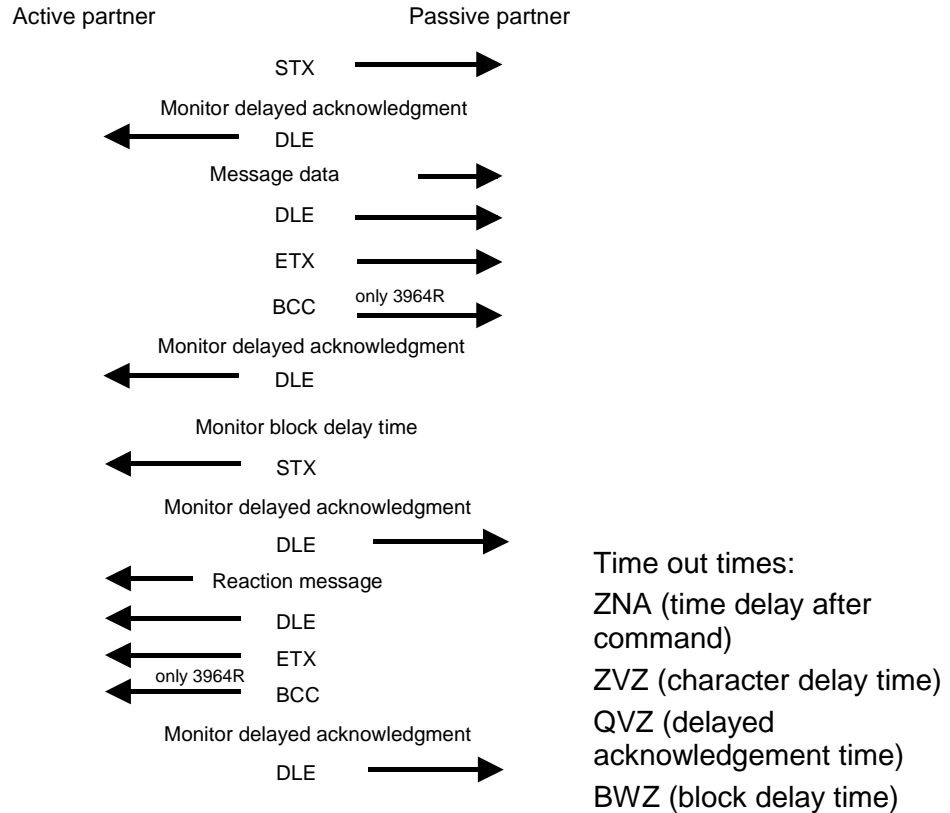 Active partner
Passive partner
STX
Monitor delayed acknowledgment
DLE
Message data
DLE
ETX
BCC
only 3964R
Monitor delayed acknowledgment
DLE
Monitor block delay time
STX
Monitor delayed acknowledgment
DLE
Reaction message
DLE
ETX
only 3964R
BCC
Monitor delayed acknowledgment
DLE
Time out times:
ZNA (time delay after
command)
ZVZ (character delay time)
QVZ (delayed
acknowledgement time)
BWZ (block delay time)